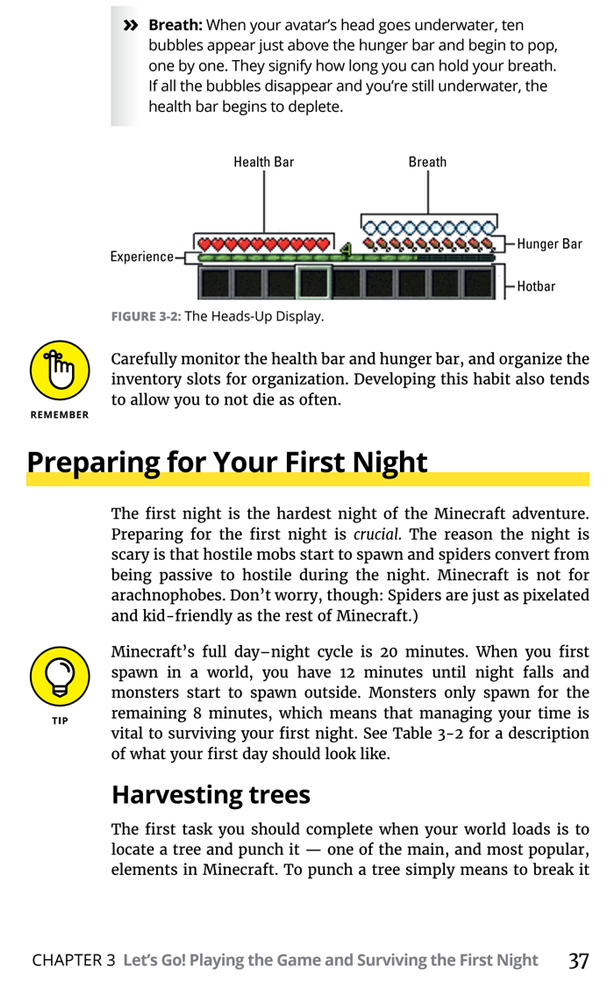 » Breath: When your avatar's head goes underwater, ten
bubbles appear just above the hunger bar and begin to pop,
one by one. They signify how long you can hold your breath.
If all the bubbles disappear and you're still underwater, the
health bar begins to deplete.
Health Bar
Breath
4
Hunger Bar
Experience
Hotbar
FIGURE 3-2: The Heads-Up Display.
Carefully monitor the health bar and hunger bar, and organize the
inventory slots for organization. Developing this habit also tends
to allow you to not die as often.
REMEMBER
Preparing for Your First Night
The first night is the hardest night of the Minecraft adventure.
Preparing for the first night is crucial. The reason the night is
scary is that hostile mobs start to spawn and spiders convert from
being passive to hostile during the night. Minecraft is not for
arachnophobes. Don't worry, though: Spiders are just as pixelated
and kid-friendly as the rest of Minecraft.)
Minecraft's full day–night cycle is 20 minutes. When you first
spawn in a world, you have 12 minutes until night falls and
monsters start to spawn outside. Monsters only spawn for the
remaining 8 minutes, which means that managing your time is
vital to surviving your first night. See Table 3-2 for a description
of what your first day should look like.
TIP
Harvesting trees
The first task you should complete when your world loads is to
locate a tree and punch it — one of the main, and most popular,
elements in Minecraft. To punch a tree simply means to break it
CHAPTER 3 Let's Go! Playing the Game and Surviving the First Night 37